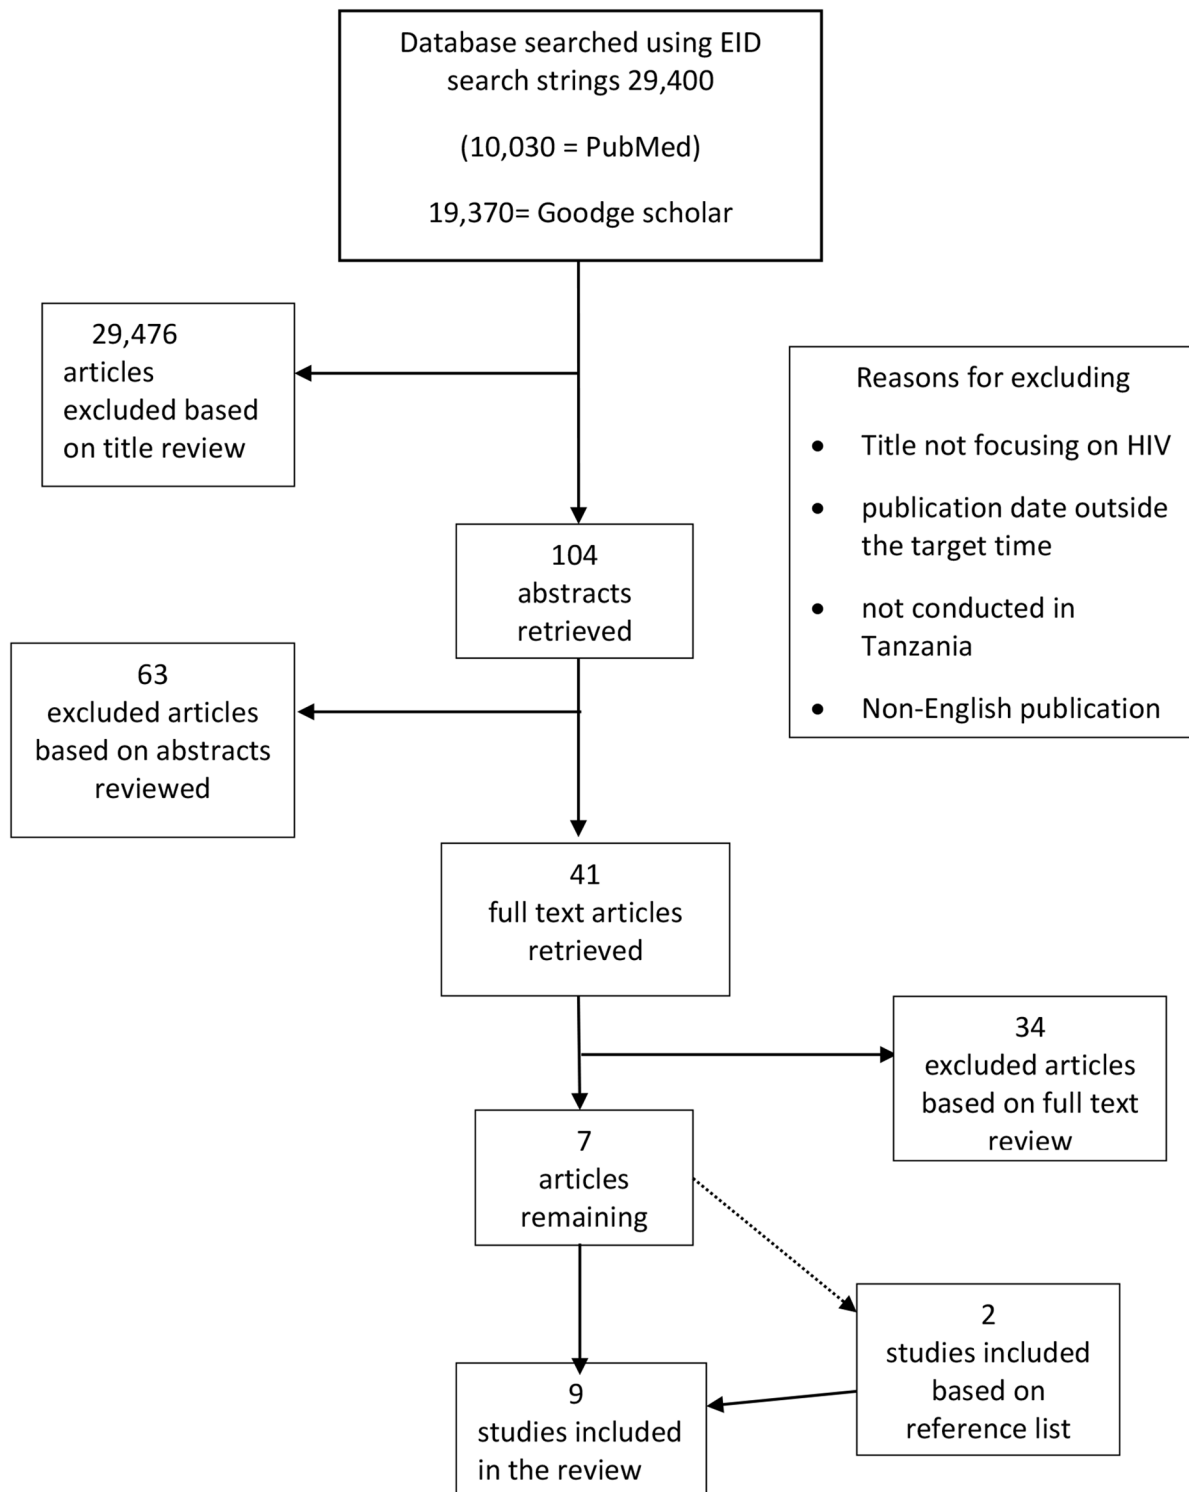 Database searched using EID
search strings 29,400
(10,030 = PubMed)
19,370= Goodge scholar
29,476
articles
excluded based
on title review
Reasons for excluding
• Title not focusing on HIV
• publication date outside
the target time
• not conducted in
Tanzania
• Non-English publication
104
abstracts
retrieved
63
excluded articles
based on abstracts
reviewed
41
full text articles
retrieved
34
excluded articles
based on full text
review
7
articles
remaining
2
studies included
based on
reference list
9
studies included
in the review